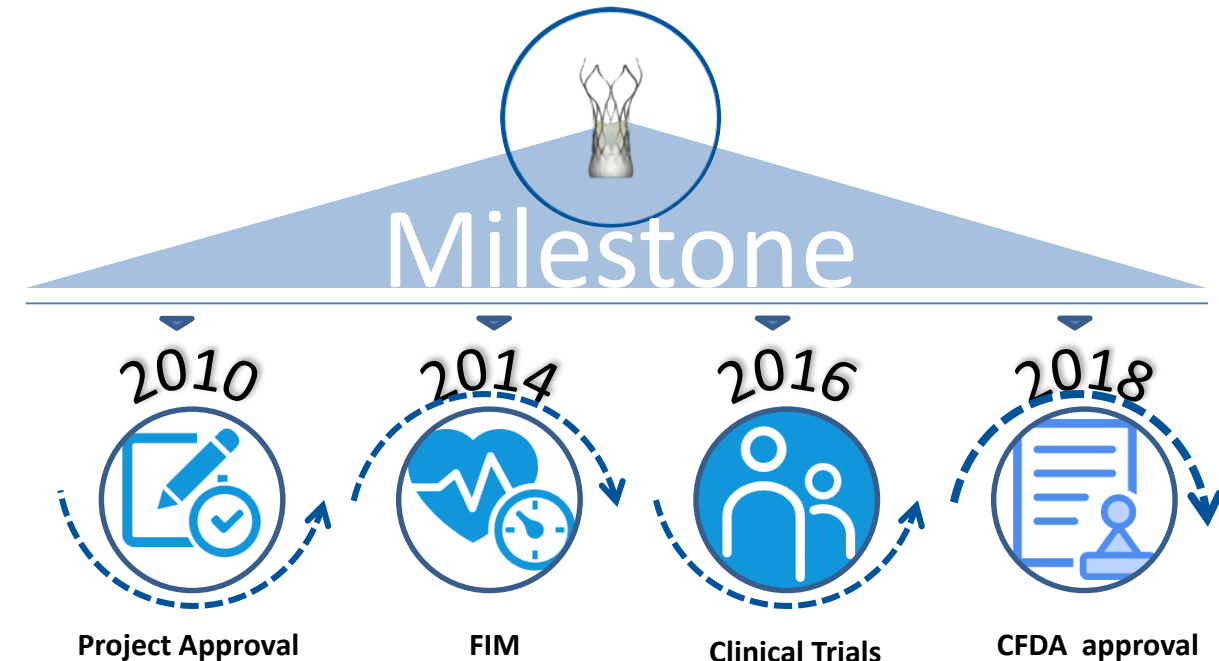 Milestone
2010
2014
2016
2018
Project Approval
FIM
Clinical Trials
CFDA approval